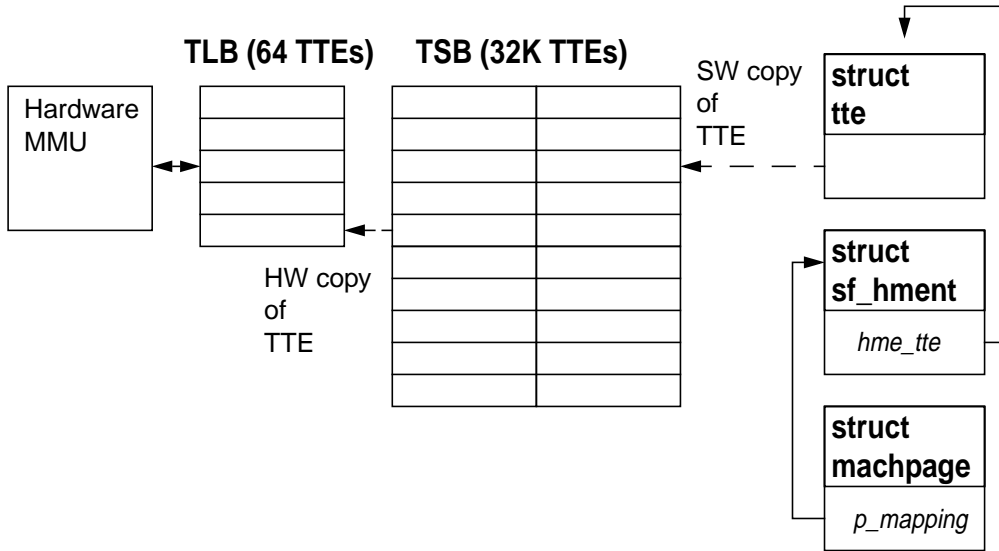 TLB (64 TTEs)
TSB (32K TTEs)
Hardware
MMU
SW copy
of
TTE
struct
tte
HW copy
of
TTE
struct
sf_hment
hme_tte
struct
machpage
p_mapping